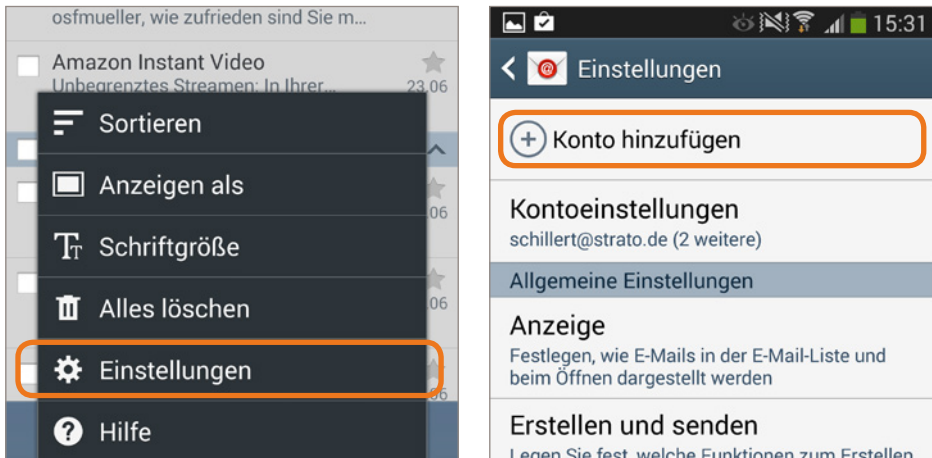 osfmueller, wie zufrieden sind Sie m...
Amazon Instant Video
Unbegrenztes Streamen: In Ihrer...
23.06
Sortieren
Anzeigen als
.06
Schriftgröße
Alles löschen
.06
Einstellungen
.06
Hilfe
15:31
Einstellungen
Konto hinzufügen
Kontoeinstellungen
schillert@strato.de (2 weitere)
Allgemeine Einstellungen
Anzeige
Festlegen, wie E-Mails in der E-Mail-Liste und
beim Öffnen dargestellt werden
Erstellen und senden
Legen Sie fest, welche Funktionen zum Erstellen